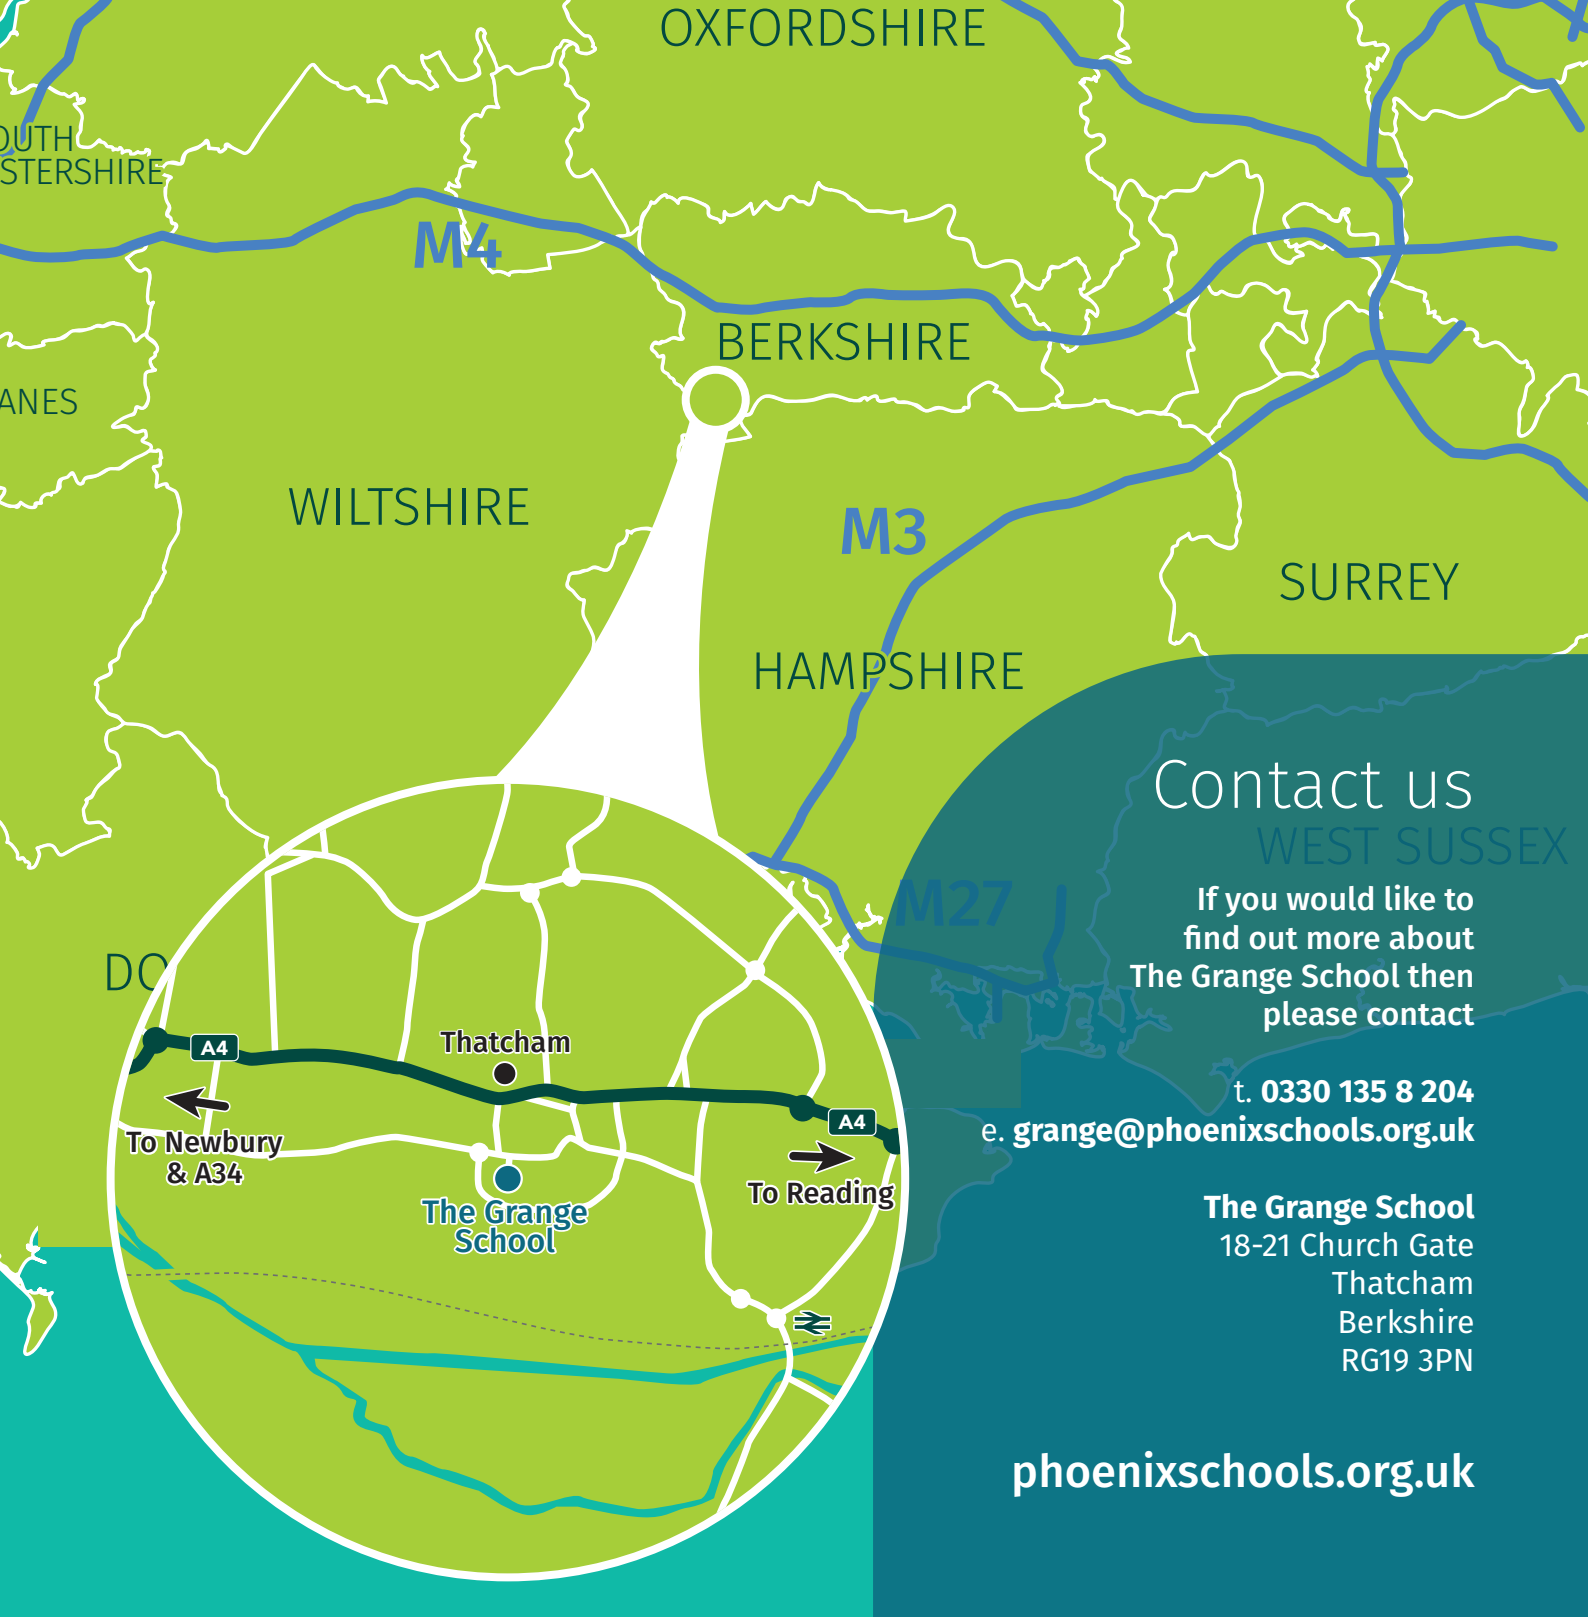 OXFORDSHIRE
OUTH
STERSHIRE
M4
BERKSHIRE
ANES
WILTSHIRE
M3
SURREY
HAMPSHIRE
Contact us
WEST SUSSEX
If you would like to
find out more about
The Grange School then
please contact
M27
DO
t. 0330 135 8 204
e. grange@phoenixschools.org.uk
The Grange School
18-21 Church Gate
Thatcham
Berkshire
RG19 3PN
phoenixschools.org.uk
A4
Thatcham
A4
To Newbury
& A34
To Reading
The Grange
School